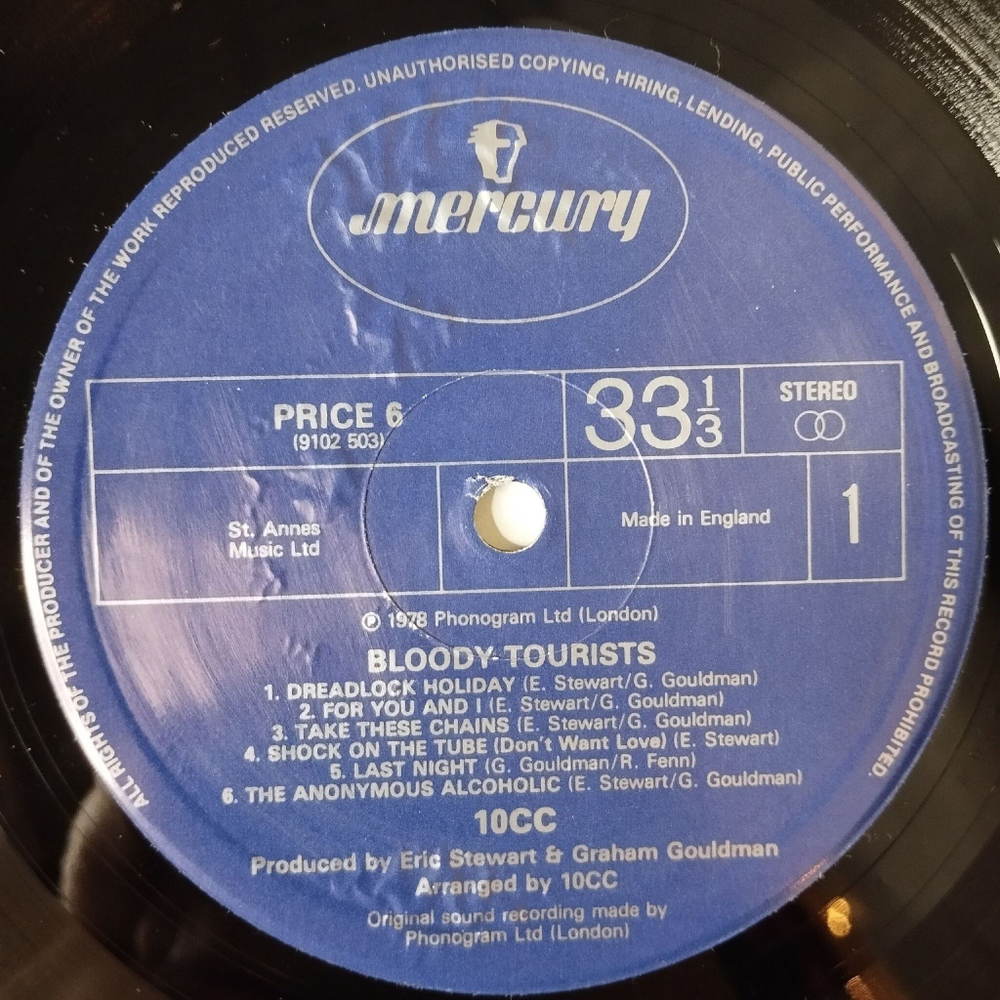 ALL RIGHTS OF THE PRODUCER AND OF THE OWNER OF THE WORK REPRODUCED RESERVED. UNAUTHORISED COPYING, HIRING, LENDING, PUBLIC PERFORMANCE AND BROADCASTING OF THIS RECORD PROHIBITED.
mercury
PRICE 6
(9102 503)
33 1/3
STEREO
St. Annes
Music Ltd
Made in England
1
℗ 1978 Phonogram Ltd (London)
BLOODY TOURISTS
1. DREADLOCK HOLIDAY (E. Stewart/G. Gouldman)
2. FOR YOU AND I (E. Stewart/G. Gouldman)
3. TAKE THESE CHAINS (E. Stewart/G. Gouldman)
4. SHOCK ON THE TUBE (Don't Want Love) (E. Stewart)
5. LAST NIGHT (G. Gouldman/R. Fenn)
6. THE ANONYMOUS ALCOHOLIC (E. Stewart/G. Gouldman)
10CC
Produced by Eric Stewart & Graham Gouldman
Arranged by 10CC
Original sound recording made by
Phonogram Ltd (London)